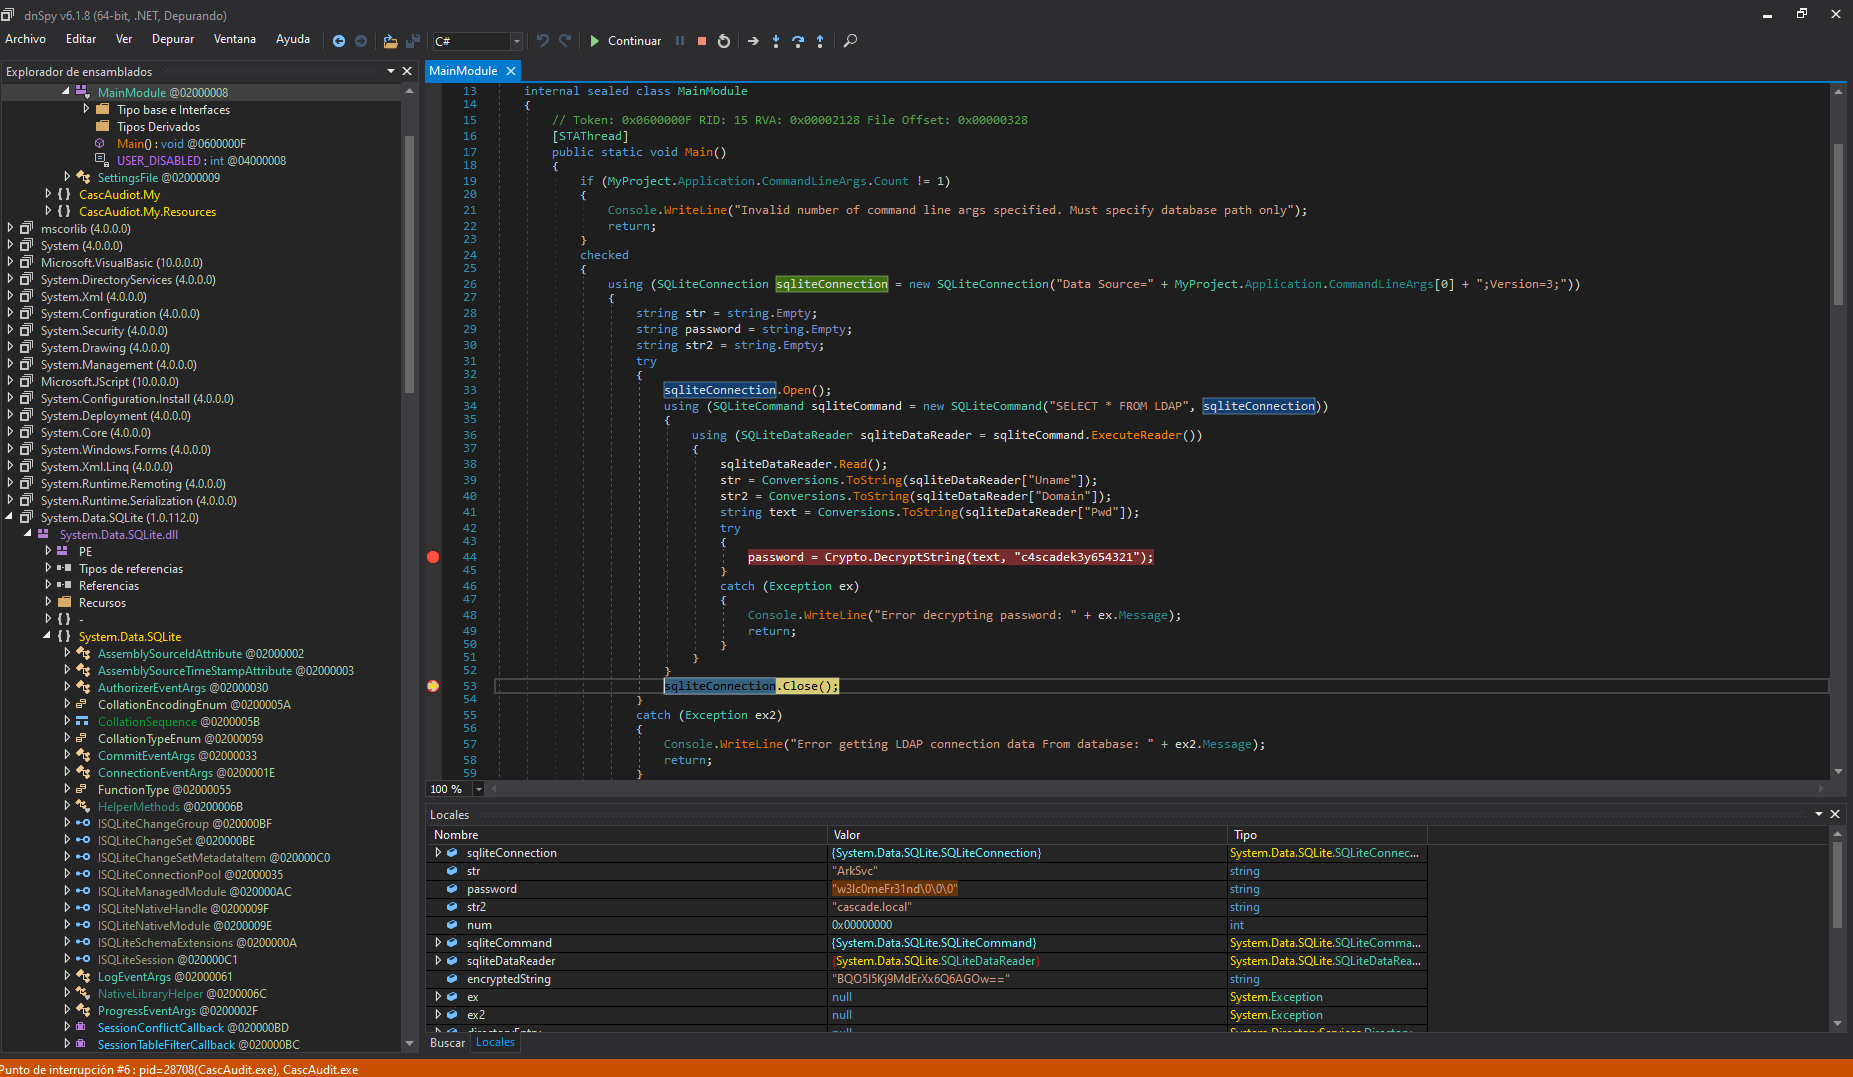 dnSpy v6.1.8 (64-bit, .NET, Depurando)
Archivo Editar Ver Depurar Ventana Ayuda C# Continuar
Explorador de ensamblados
MainModule @02000008
Tipo base e Interfaces
Tipos Derivados
Main() : void @0600000F
USER_DISABLED : int @04000008
SettingsFile @02000009
CascAudiot.My
CascAudiot.My.Resources
mscorlib (4.0.0.0)
System (4.0.0.0)
Microsoft.VisualBasic (10.0.0.0)
System.DirectoryServices (4.0.0.0)
System.Xml (4.0.0.0)
System.Configuration (4.0.0.0)
System.Security (4.0.0.0)
System.Drawing (4.0.0.0)
System.Management (4.0.0.0)
Microsoft.JScript (10.0.0.0)
System.Configuration.Install (4.0.0.0)
System.Deployment (4.0.0.0)
System.Core (4.0.0.0)
System.Windows.Forms (4.0.0.0)
System.Xml.Linq (4.0.0.0)
System.Runtime.Remoting (4.0.0.0)
System.Runtime.Serialization (4.0.0.0)
System.Data.SQLite (1.0.112.0)
System.Data.SQLite.dll
PE
Tipos de referencias
Referencias
Recursos
{ } -
{ } System.Data.SQLite
AssemblySourceIdAttribute @02000002
AssemblySourceTimeStampAttribute @02000003
AuthorizerEventArgs @02000030
CollationEncodingEnum @0200005A
CollationSequence @0200005B
CollationTypeEnum @02000059
CommitEventArgs @02000033
ConnectionEventArgs @0200001E
FunctionType @02000055
HelperMethods @0200006B
ISQLiteChangeGroup @020000BF
ISQLiteChangeSet @020000BE
ISQLiteChangeSetMetadataItem @020000C0
ISQLiteConnectionPool @02000035
ISQLiteManagedModule @020000AC
ISQLiteNativeHandle @0200009F
ISQLiteNativeModule @0200009E
ISQLiteSchemaExtensions @0200000A
ISQLiteSession @020000C1
LogEventArgs @02000061
NativeLibraryHelper @0200006C
ProgressEventArgs @0200002F
SessionConflictCallback @020000BD
SessionTableFilterCallback @020000BC
MainModule
13 internal sealed class MainModule
14 {
15 // Token: 0x0600000F RID: 15 RVA: 0x00002128 File Offset: 0x00000328
16 [STAThread]
17 public static void Main()
18 {
19 if (MyProject.Application.CommandLineArgs.Count != 1)
20 {
21 Console.WriteLine("Invalid number of command line args specified. Must specify database path only");
22 return;
23 }
24 checked
25 {
26 using (SQLiteConnection sqliteConnection = new SQLiteConnection("Data Source=" + MyProject.Application.CommandLineArgs[0] + ";Version=3;"))
27 {
28 string str = string.Empty;
29 string password = string.Empty;
30 string str2 = string.Empty;
31 try
32 {
33 sqliteConnection.Open();
34 using (SQLiteCommand sqliteCommand = new SQLiteCommand("SELECT * FROM LDAP", sqliteConnection))
35 {
36 using (SQLiteDataReader sqliteDataReader = sqliteCommand.ExecuteReader())
37 {
38 sqliteDataReader.Read();
39 str = Conversions.ToString(sqliteDataReader["Uname"]);
40 str2 = Conversions.ToString(sqliteDataReader["Domain"]);
41 string text = Conversions.ToString(sqliteDataReader["Pwd"]);
42 try
43 {
44 password = Crypto.DecryptString(text, "c4scadek3y654321");
45 }
46 catch (Exception ex)
47 {
48 Console.WriteLine("Error decrypting password: " + ex.Message);
49 return;
50 }
51 }
52 }
53 sqliteConnection.Close();
54 }
55 catch (Exception ex2)
56 {
57 Console.WriteLine("Error getting LDAP connection data From database: " + ex2.Message);
58 return;
59 }
100 %
Locales
Nombre Valor Tipo
sqliteConnection {System.Data.SQLite.SQLiteConnection} System.Data.SQLite.SQLiteConnec...
str "ArkSvc" string
password "w3lc0meFr31nd\0\0\0" string
str2 "cascade.local" string
num 0x00000000 int
sqliteCommand {System.Data.SQLite.SQLiteCommand} System.Data.SQLite.SQLiteComma...
sqliteDataReader {System.Data.SQLite.SQLiteDataReader} System.Data.SQLite.SQLiteDataRea...
encryptedString "BQO5l5Kj9MdErXx6Q6AGOw==" string
ex null System.Exception
ex2 null System.Exception
directoryEntry null System.DirectoryServices.Directory...
Buscar Locales
Punto de interrupción #6 : pid=28708(CascAudit.exe), CascAudit.exe